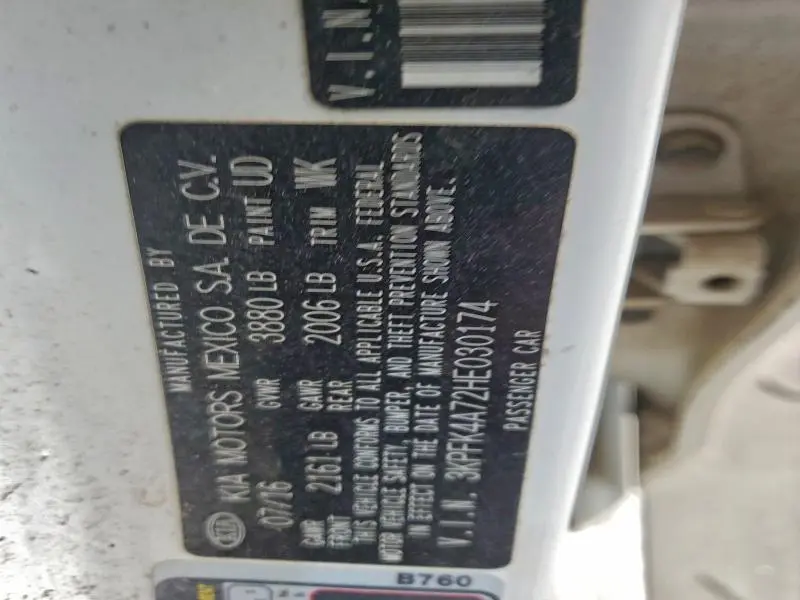 V.I.N.
MANUFACTURED BY
KIA KIA MOTORS MEXICO S.A. DE C.V.
07/16 GVWR 3880 LB PAINT UD
GAWR FRONT 2161 LB GAWR REAR 2006 LB TRIM WK
THIS VEHICLE CONFORMS TO ALL APPLICABLE U.S.A. FEDERAL
MOTOR VEHICLE SAFETY, BUMPER, AND THEFT PREVENTION STANDARDS
IN EFFECT ON THE DATE OF MANUFACTURE SHOWN ABOVE.
V.I.N. 3KPFK4A72HE030174
PASSENGER CAR
B760